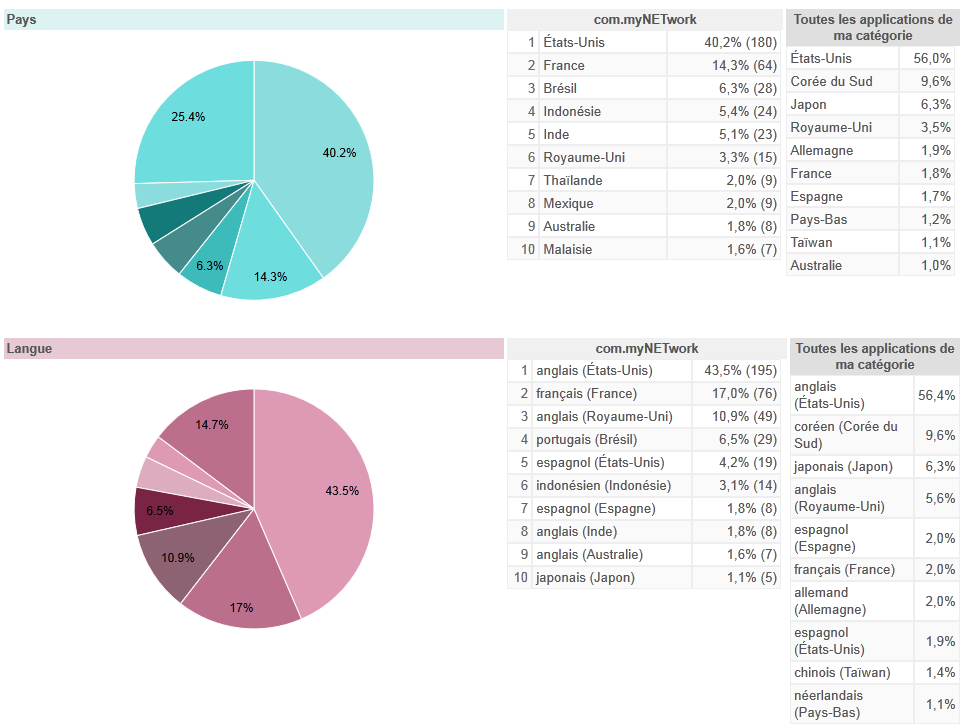 Pays
25.4%
40.2%
6.3%
14.3%
com.myNETwork
1 États-Unis 40,2% (180)
2 France 14,3% (64)
3 Brésil 6,3% (28)
4 Indonésie 5,4% (24)
5 Inde 5,1% (23)
6 Royaume-Uni 3,3% (15)
7 Thaïlande 2,0% (9)
8 Mexique 2,0% (9)
9 Australie 1,8% (8)
10 Malaisie 1,6% (7)
Toutes les applications de
ma catégorie
États-Unis 56,0%
Corée du Sud 9,6%
Japon 6,3%
Royaume-Uni 3,5%
Allemagne 1,9%
France 1,8%
Espagne 1,7%
Pays-Bas 1,2%
Taïwan 1,1%
Australie 1,0%
Langue
14.7%
43.5%
6.5%
10.9%
17%
com.myNETwork
1 anglais (États-Unis) 43,5% (195)
2 français (France) 17,0% (76)
3 anglais (Royaume-Uni) 10,9% (49)
4 portugais (Brésil) 6,5% (29)
5 espagnol (États-Unis) 4,2% (19)
6 indonésien (Indonésie) 3,1% (14)
7 espagnol (Espagne) 1,8% (8)
8 anglais (Inde) 1,8% (8)
9 anglais (Australie) 1,6% (7)
10 japonais (Japon) 1,1% (5)
Toutes les applications de
ma catégorie
anglais
(États-Unis) 56,4%
coréen (Corée du
Sud) 9,6%
japonais (Japon) 6,3%
anglais
(Royaume-Uni) 5,6%
espagnol
(Espagne) 2,0%
français (France) 2,0%
allemand
(Allemagne) 2,0%
espagnol
(États-Unis) 1,9%
chinois (Taïwan) 1,4%
néerlandais
(Pays-Bas) 1,1%